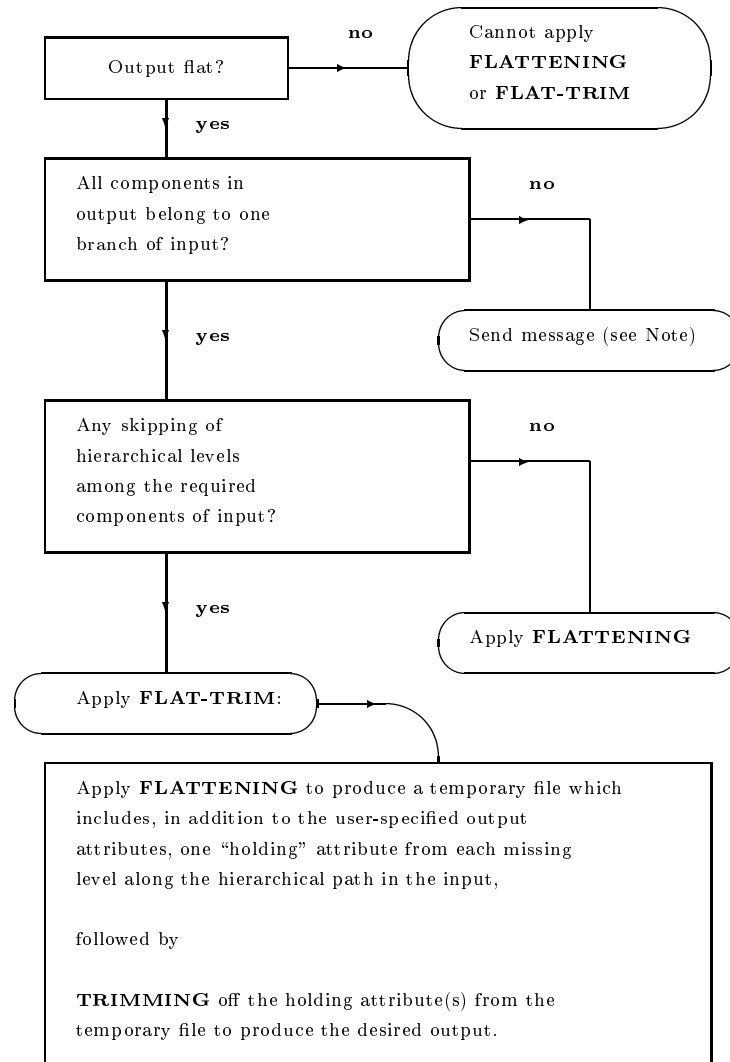 Output flat?
no
Cannot apply
FLATTENING
or FLAT-TRIM
yes
All components in
output belong to one
branch of input?
no
Send message (see Note)
yes
Any skipping of
hierarchical levels
among the required
components of input?
no
Apply FLATTENING
yes
Apply FLAT-TRIM:
Apply FLATTENING to produce a temporary file which
includes, in addition to the user-specified output
attributes, one “holding” attribute from each missing
level along the hierarchical path in the input,
followed by
TRIMMING off the holding attribute(s) from the
temporary file to produce the desired output.